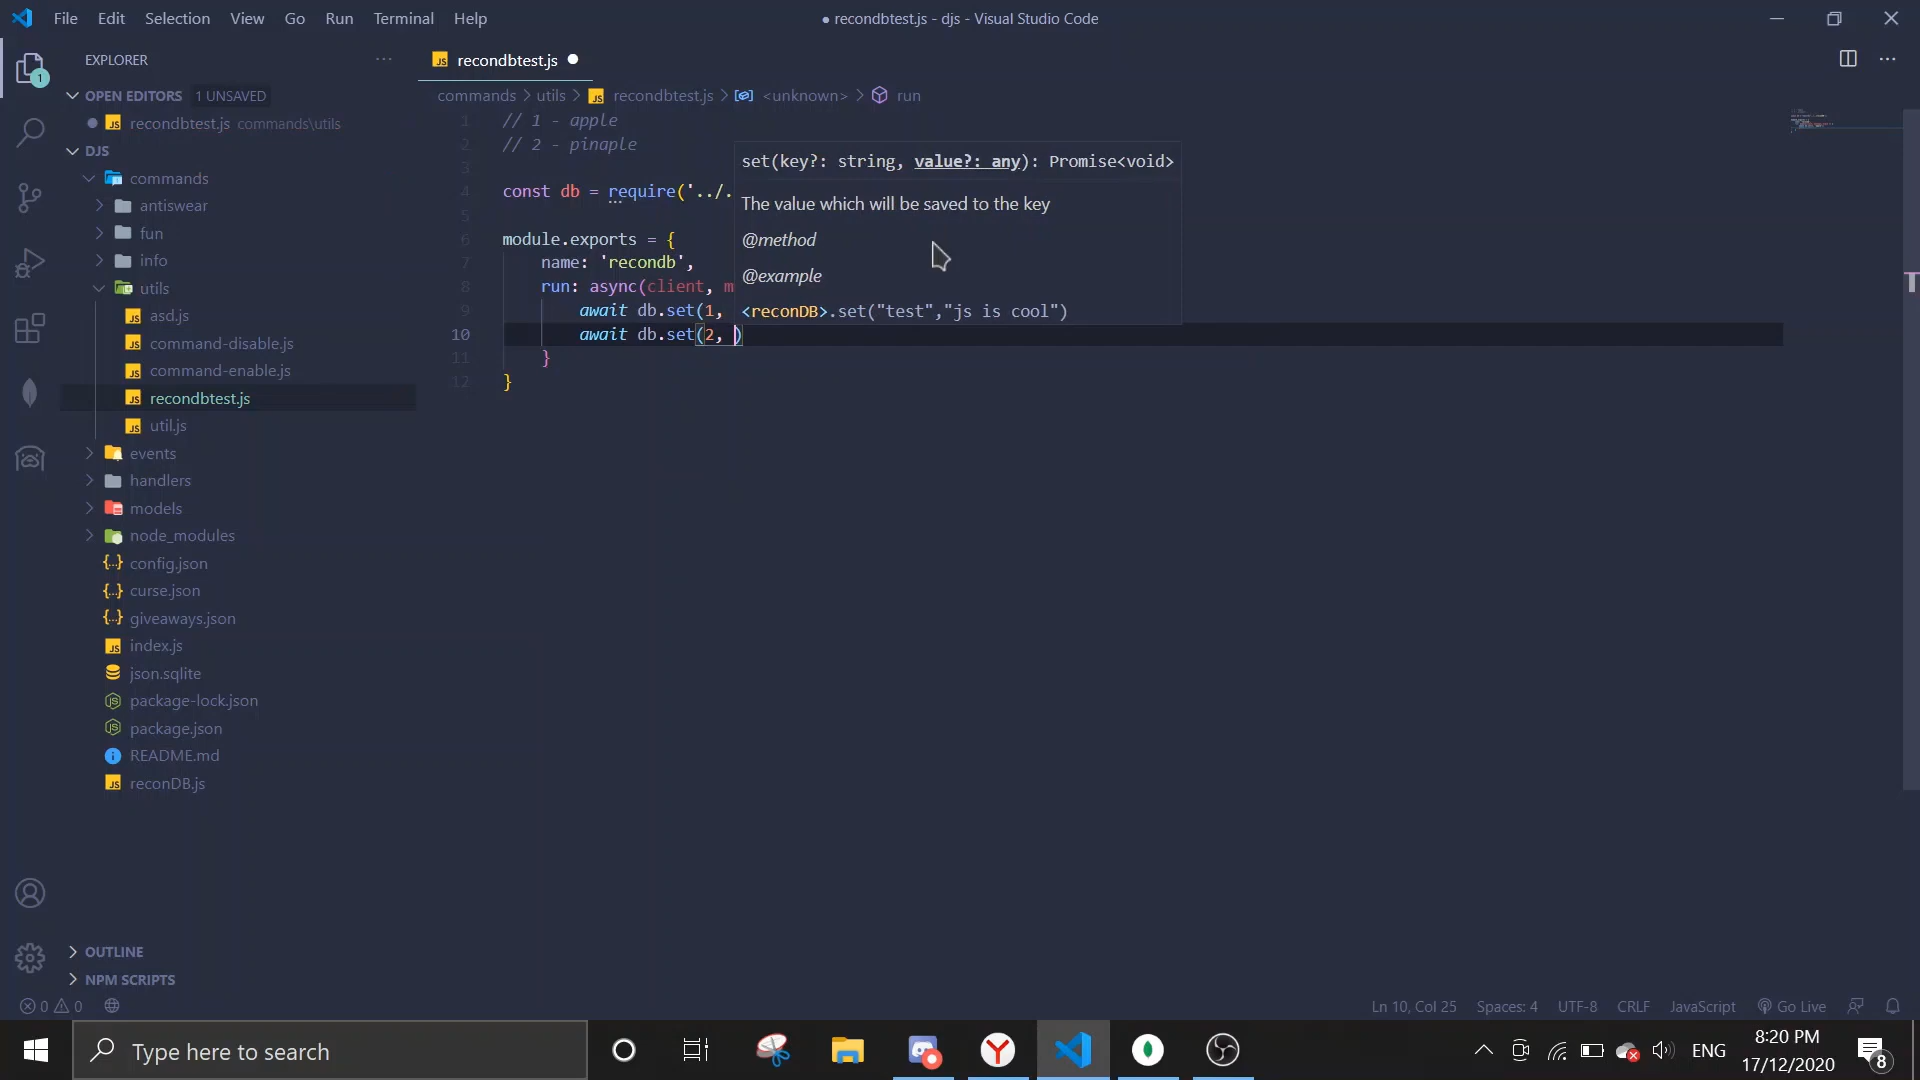 File Edit Selection View Go Run Terminal Help
● recondbtest.js - djs - Visual Studio Code
EXPLORER
OPEN EDITORS 1 UNSAVED
recondbtest.js commands\utils
DJS
commands
antiswear
fun
info
utils
asd.js
command-disable.js
command-enable.js
recondbtest.js
util.js
events
handlers
models
node_modules
config.json
curse.json
giveaways.json
index.js
json.sqlite
package-lock.json
package.json
README.md
reconDB.js
OUTLINE
NPM SCRIPTS
1
recondbtest.js
commands > utils > recondbtest.js > <unknown> > run
1 // 1 - apple
2 // 2 - pinaple
3
4 const db = require('../.
5
6 module.exports = {
7 name: 'recondb',
8 run: async(client, m
9 await db.set(1,
10 await db.set(2, )
11 }
12 }
set(key?: string, value?: any): Promise<void>
The value which will be saved to the key
@method
@example
<reconDB>.set("test","js is cool")
0 0
Ln 10, Col 25 Spaces: 4 UTF-8 CRLF JavaScript Go Live
Type here to search
ENG
8:20 PM
17/12/2020
8